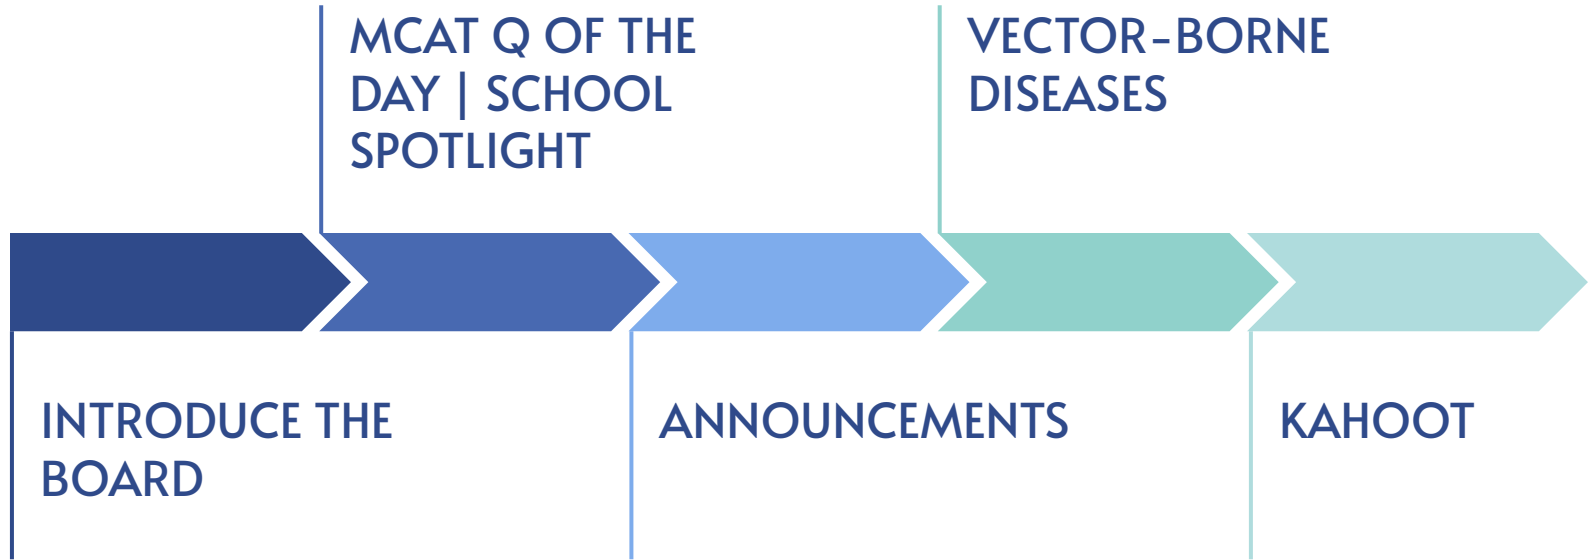 MCAT Q OF THE
DAY | SCHOOL
SPOTLIGHT
VECTOR-BORNE
DISEASES
INTRODUCE THE
BOARD
ANNOUNCEMENTS
KAHOOT